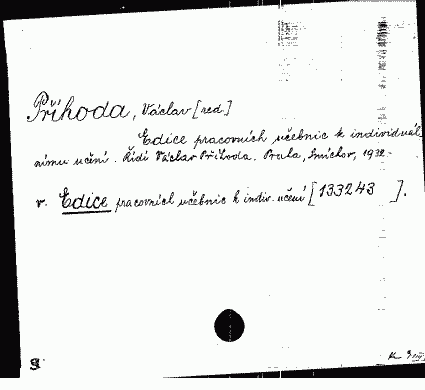 Příhoda, Václav [red.]
Edice pracovních učebnic k individuál
nímu učení. Řídí Václav Příhoda. Praha, Smíchov, 1932-
v. Edice pracovních učebnic k indiv. učení [133243 ].